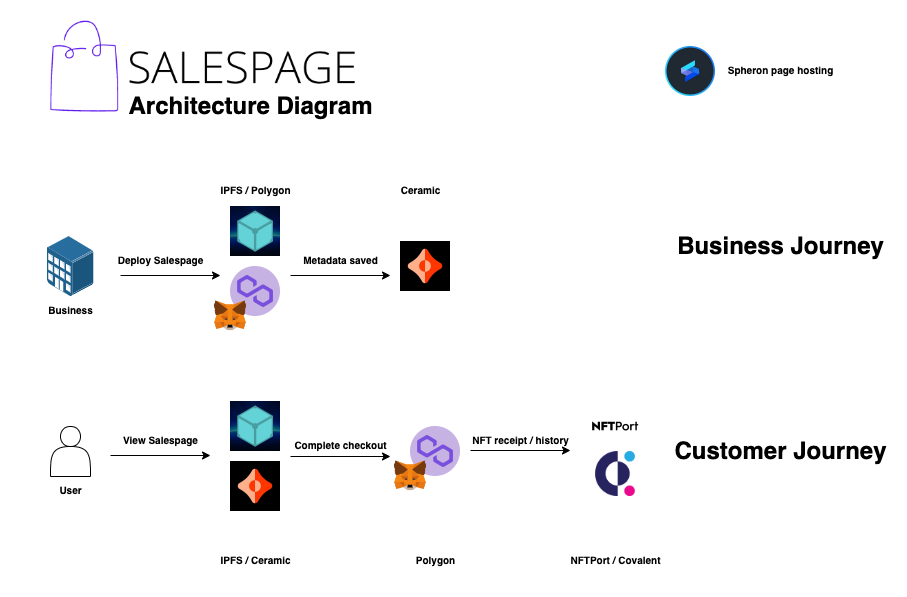 SALESPAGE
Architecture Diagram
Spheron page hosting
IPFS / Polygon
Ceramic
Business Journey
Deploy Salespage
Metadata saved
Business
NFTPort
View Salespage
Complete checkout
NFT receipt / history
Customer Journey
User
IPFS / Ceramic
Polygon
NFTPort / Covalent